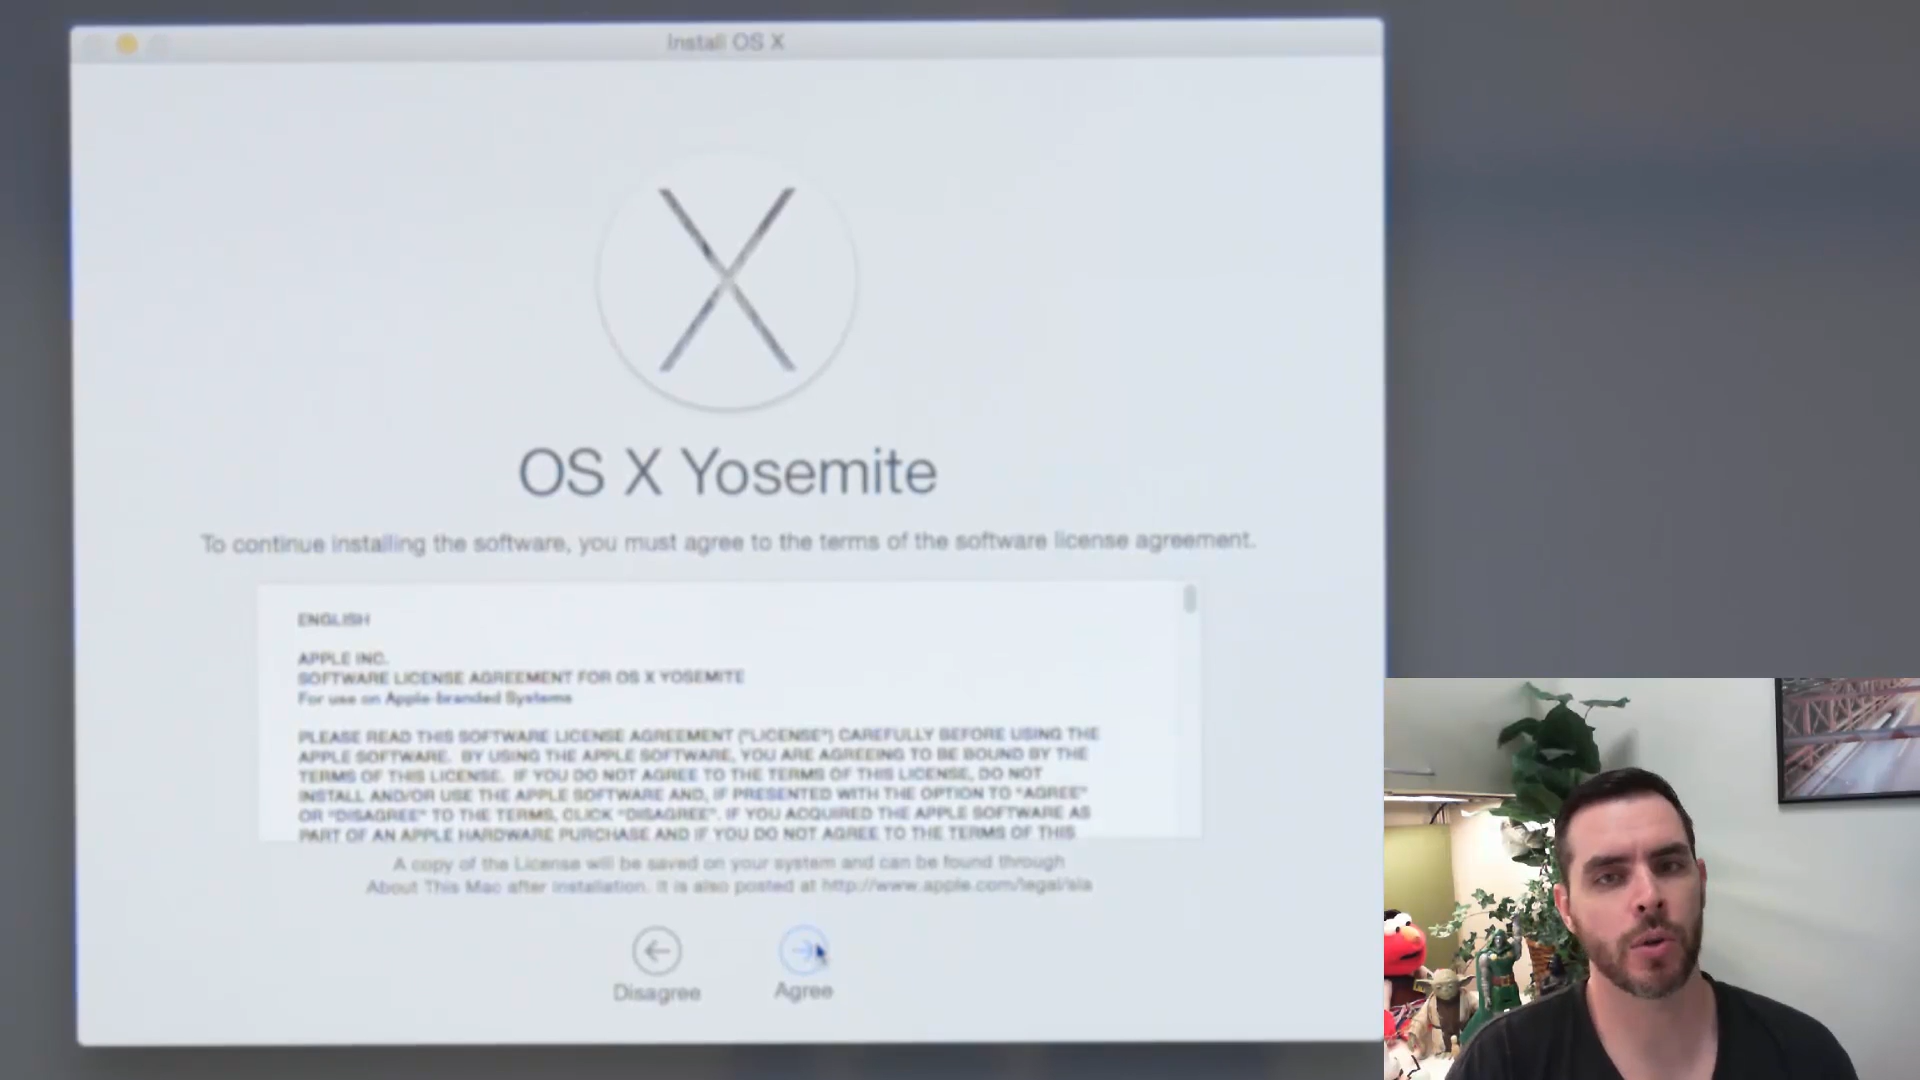 Install OS X
OS X Yosemite
To continue installing the software, you must agree to the terms of the software license agreement.
ENGLISH
APPLE INC.
SOFTWARE LICENSE AGREEMENT FOR OS X YOSEMITE
For use on Apple-branded Systems
PLEASE READ THIS SOFTWARE LICENSE AGREEMENT ("LICENSE") CAREFULLY BEFORE USING THE
APPLE SOFTWARE. BY USING THE APPLE SOFTWARE, YOU ARE AGREEING TO BE BOUND BY THE
TERMS OF THIS LICENSE. IF YOU DO NOT AGREE TO THE TERMS OF THIS LICENSE, DO NOT
INSTALL AND/OR USE THE APPLE SOFTWARE AND, IF PRESENTED WITH THE OPTION TO "AGREE"
OR "DISAGREE" TO THE TERMS, CLICK "DISAGREE". IF YOU ACQUIRED THE APPLE SOFTWARE AS
PART OF AN APPLE HARDWARE PURCHASE AND IF YOU DO NOT AGREE TO THE TERMS OF THIS
A copy of the License will be saved on your system and can be found through
About This Mac after installation. It is also posted at http://www.apple.com/legal/sla
Disagree
Agree